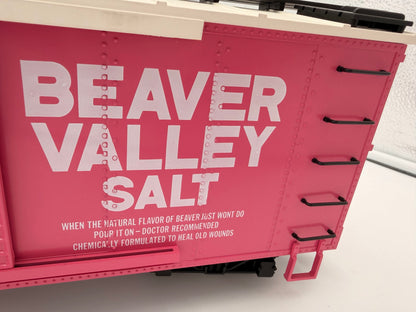 BEAVER
VALLEY
SALT
WHEN THE NATURAL FLAVOR OF BEAVER JUST WONT DO
POUR IT ON – DOCTOR RECOMMENDED
CHEMICALLY FORMULATED TO HEAL OLD WOUNDS